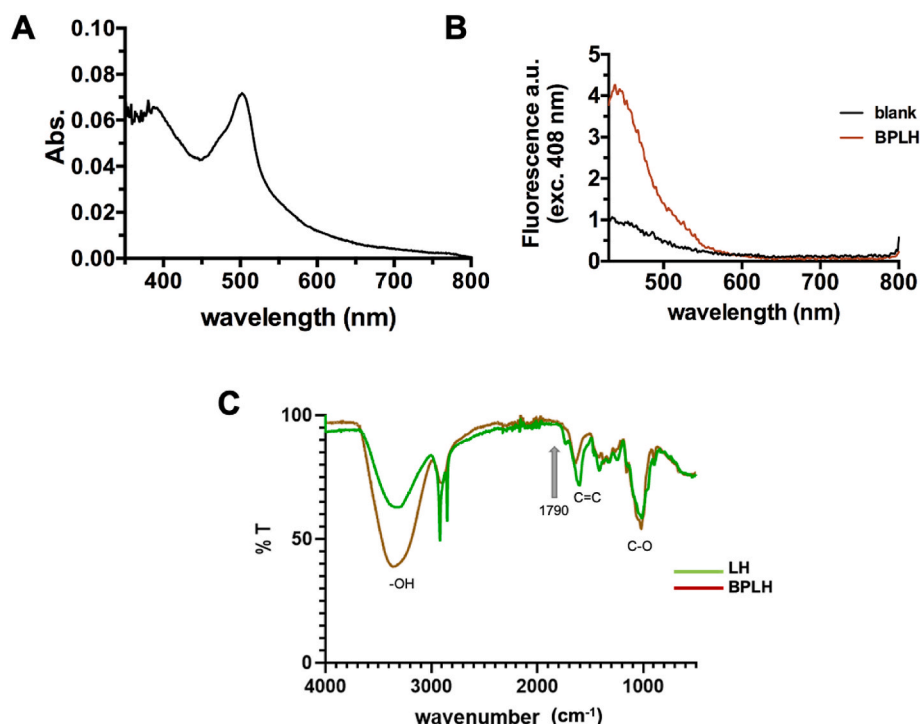 A
0.10
0.08
0.06
0.04
0.02
0.00
Abs.
400 500 600 700 800
wavelength (nm)
B
5
4
3
2
1
0
Fluorescence a.u.
(exc. 408 nm)
500 600 700 800
wavelength (nm)
blank
BPLH
C
100
50
0
% T
-OH
1790
C=C
C-O
4000 3000 2000 1000
wavenumber (cm⁻¹)
LH
BPLH